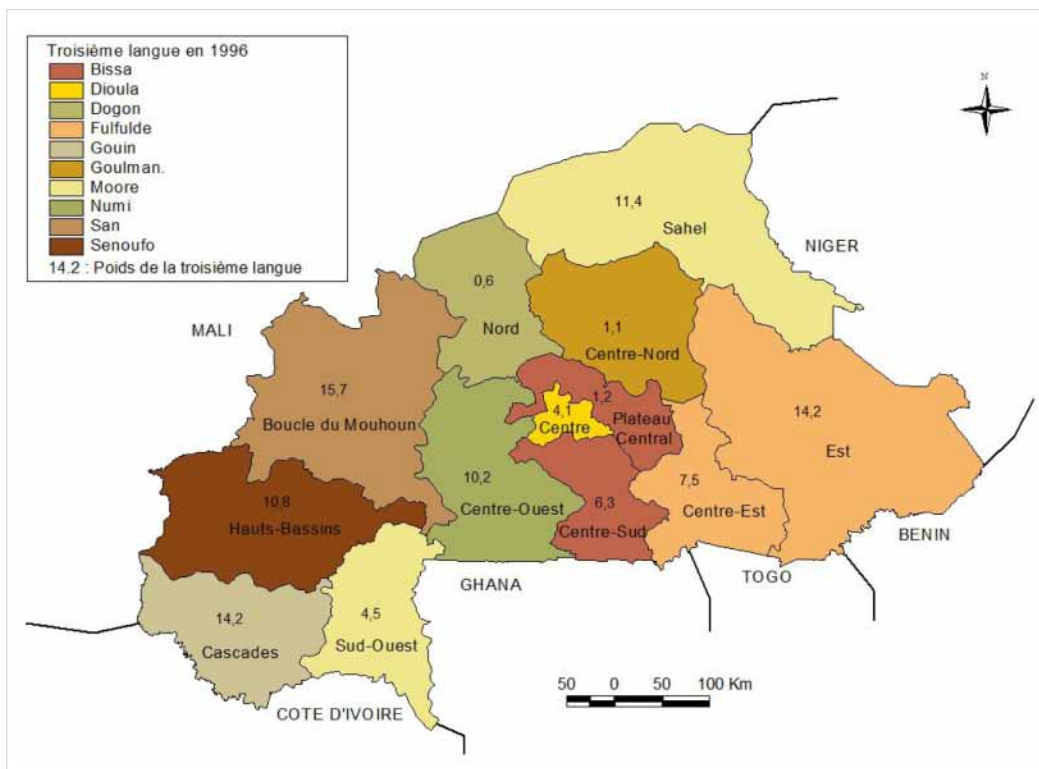 Troisième langue en 1996
Bissa
Dioula
Dogon
Fulfulde
Gouin
Goulman.
Moore
Numi
San
Senoufo
14.2 : Poids de la troisième langue
N
11,4
Sahel
NIGER
0,6
Nord
MALI
1,1
Centre-Nord
15,7
Boucle du Mouhoun
1,2
Plateau
Central
4,1
Centre
14,2
Est
10,2
Centre-Ouest
7,5
Centre-Est
6,3
Centre-Sud
10,8
Hauts-Bassins
BENIN
GHANA
TOGO
14,2
Cascades
4,5
Sud-Ouest
COTE D'IVOIRE
50 0 50 100 Km